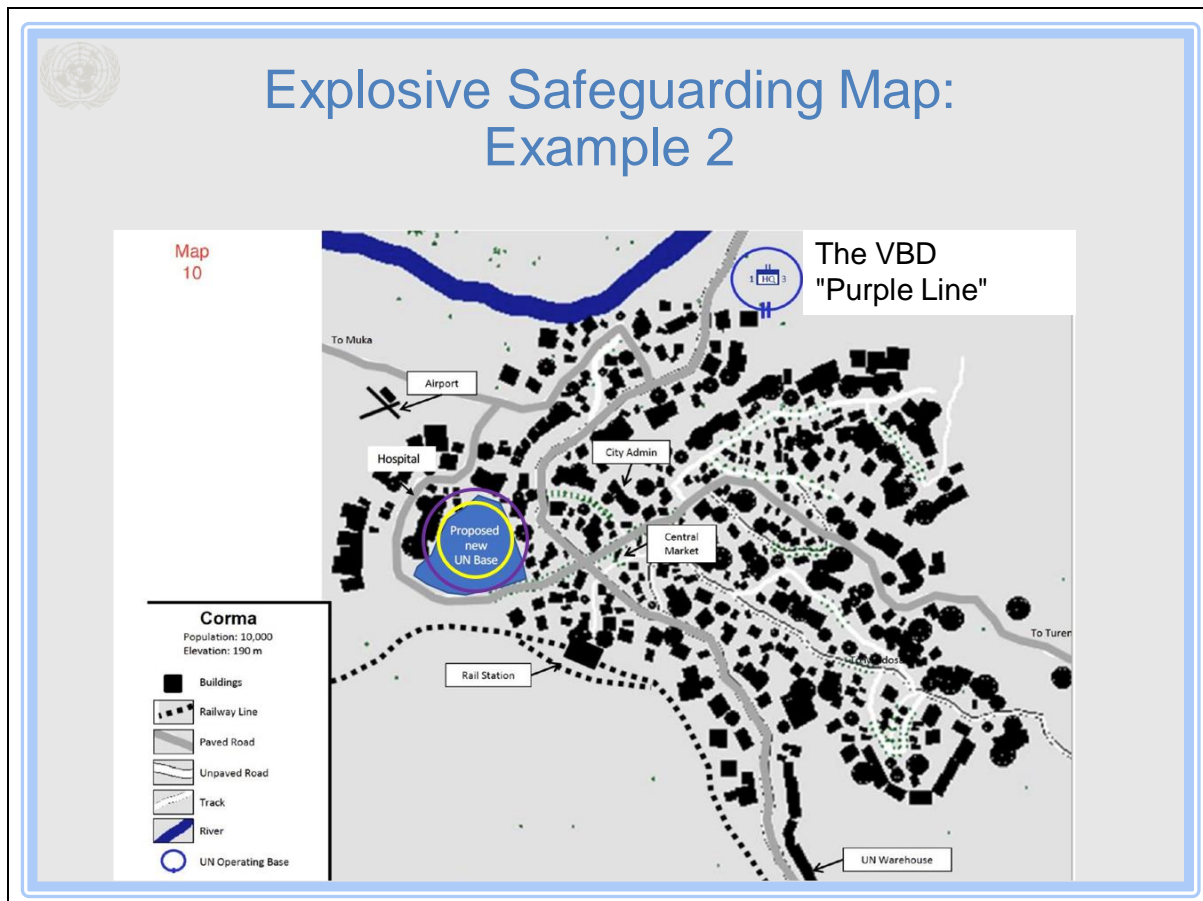 Explosive Safeguarding Map:
Example 2
Map
10
The VBD
"Purple Line"
1 HQ 3
To Muka
Airport
Hospital
City Admin
Proposed
new
UN Base
Central
Market
Rail Station
To Turen
UN Warehouse
Corma
Population: 10,000
Elevation: 190 m
Buildings
Railway Line
Paved Road
Unpaved Road
Track
River
UN Operating Base